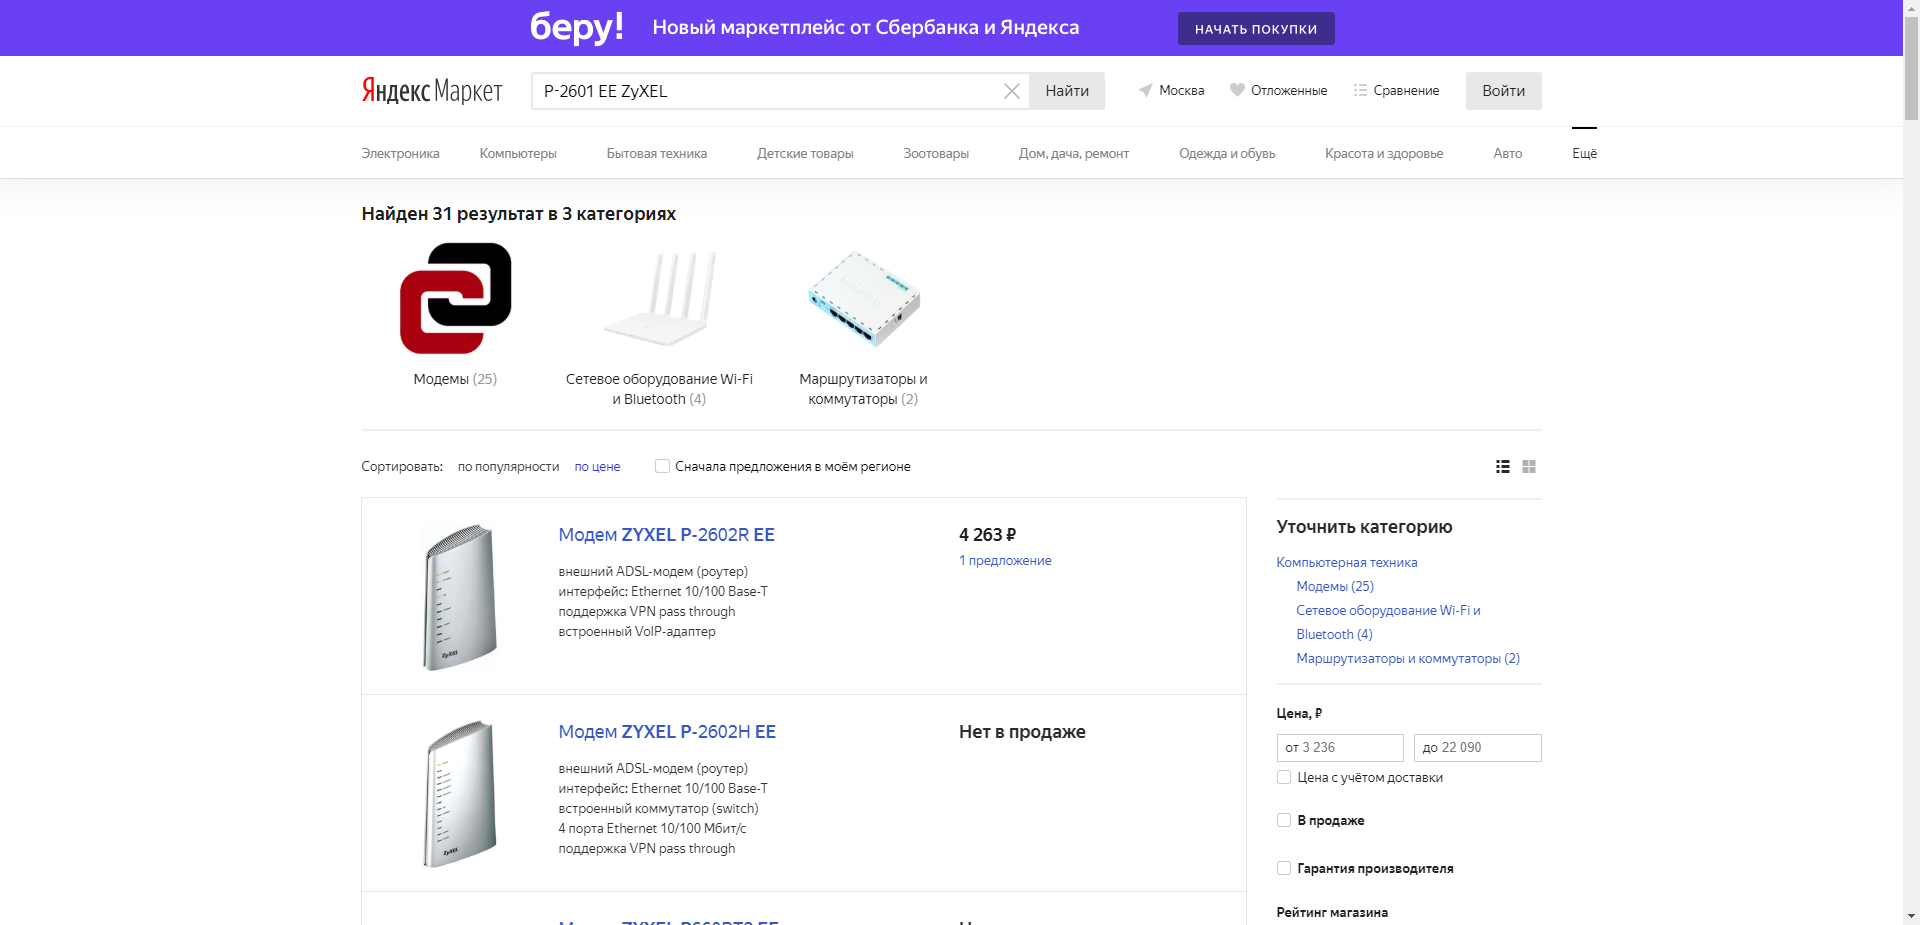 беру! Новый маркетплейс от Сбербанка и Яндекса НАЧАТЬ ПОКУПКИ
Яндекс Маркет P-2601 EE ZyXEL Найти Москва Отложенные Сравнение Войти
Электроника Компьютеры Бытовая техника Детские товары Зоотовары Дом, дача, ремонт Одежда и обувь Красота и здоровье Авто Ещё
Найден 31 результат в 3 категориях
Модемы (25)
Сетевое оборудование Wi-Fi
и Bluetooth (4)
Маршрутизаторы и
коммутаторы (2)
Сортировать: по популярности по цене Сначала предложения в моём регионе
Модем ZYXEL P-2602R EE
внешний ADSL-модем (роутер)
интерфейс: Ethernet 10/100 Base-T
поддержка VPN pass through
встроенный VoIP-адаптер
4 263 ₽
1 предложение
ZyXEL
Модем ZYXEL P-2602H EE
внешний ADSL-модем (роутер)
интерфейс: Ethernet 10/100 Base-T
встроенный коммутатор (switch)
4 порта Ethernet 10/100 Мбит/с
поддержка VPN pass through
Нет в продаже
ZyXEL
Уточнить категорию
Компьютерная техника
Модемы (25)
Сетевое оборудование Wi-Fi и
Bluetooth (4)
Маршрутизаторы и коммутаторы (2)
Цена, ₽
от 3 236 до 22 090
Цена с учётом доставки
В продаже
Гарантия производителя
Рейтинг магазина